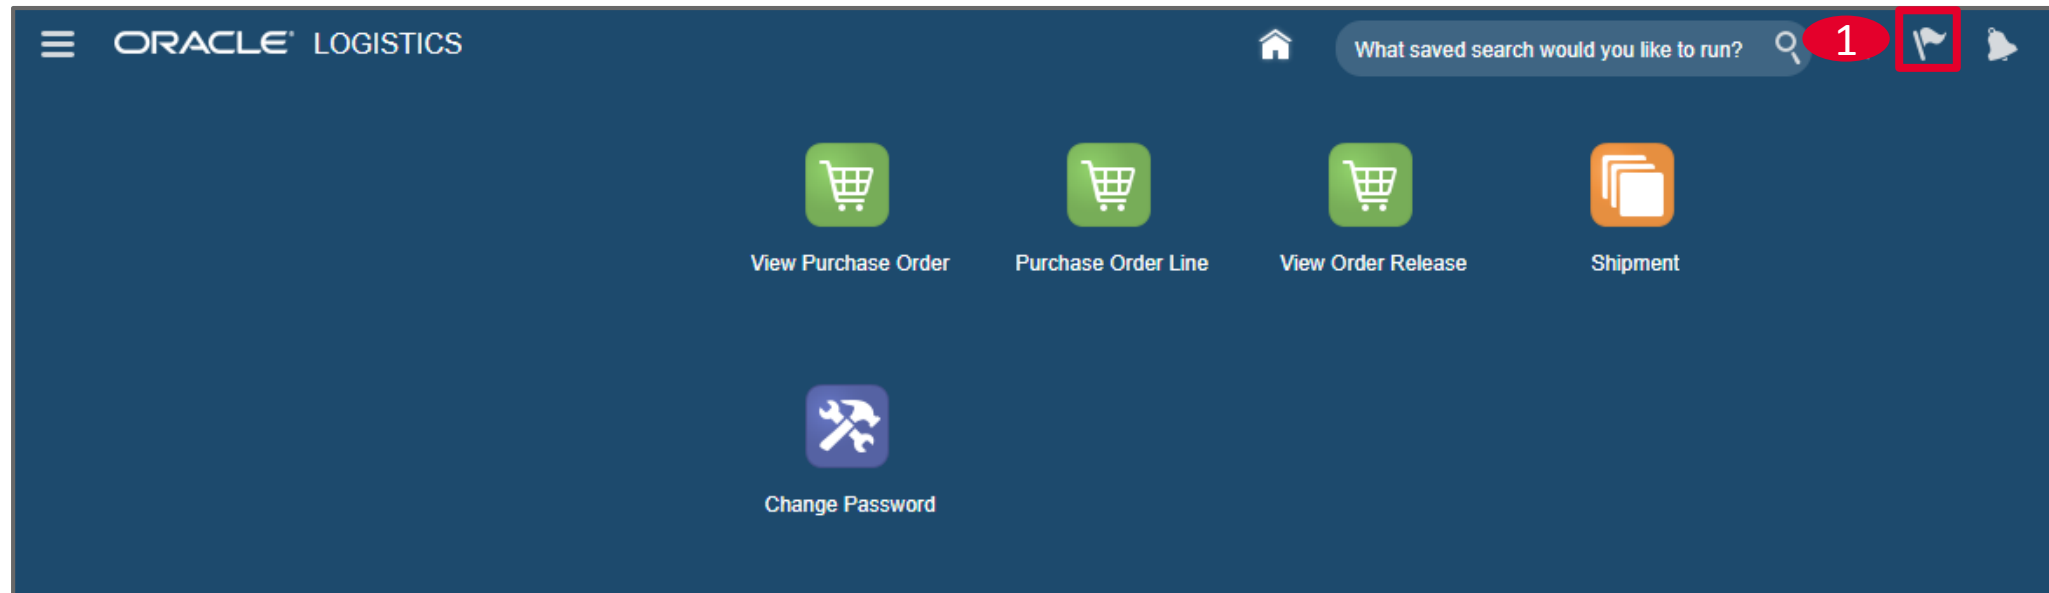 ORACLE® LOGISTICS
What saved search would you like to run?
1
View Purchase Order
Purchase Order Line
View Order Release
Shipment
Change Password